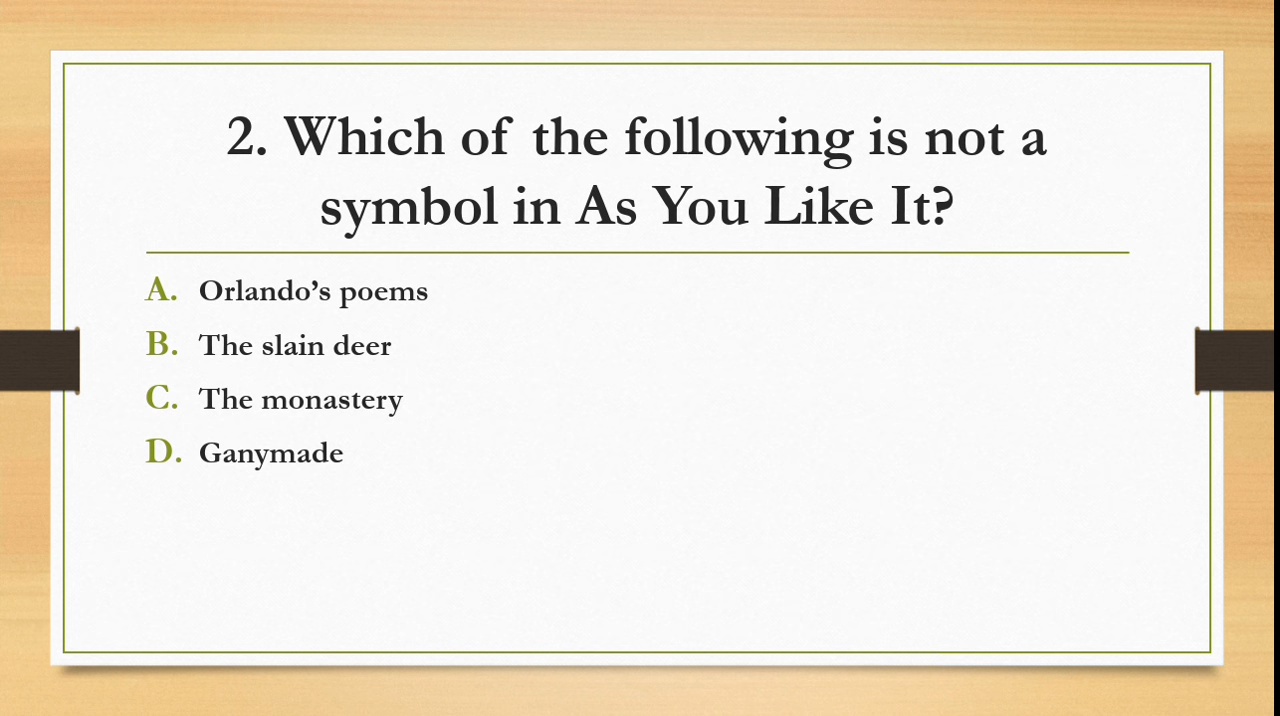 2. Which of the following is not a
symbol in As You Like It?
A. Orlando’s poems
B. The slain deer
C. The monastery
D. Ganymade